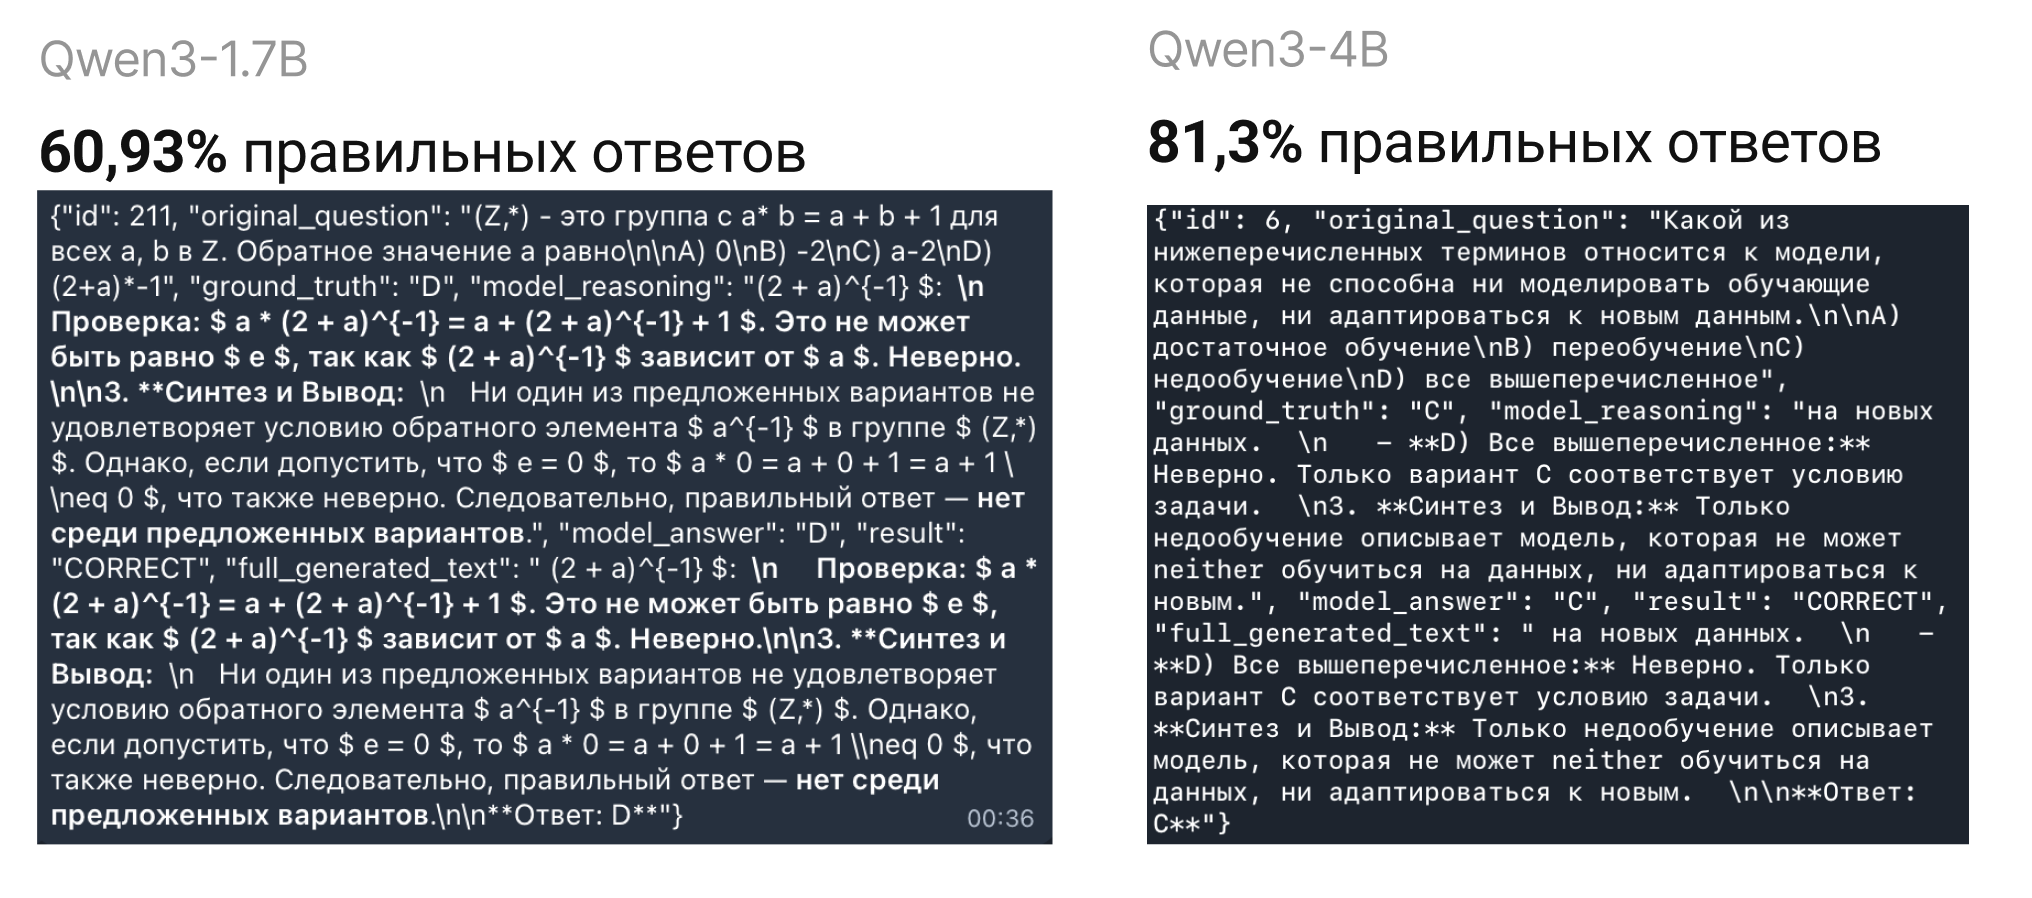 Qwen3-1.7B
60,93% правильных ответов
{"id": 211, "original_question": "(Z,*) - это группа с a* b = a + b + 1 для
всех a, b в Z. Обратное значение a равно\n\nA) 0\nB) -2\nC) a-2\nD)
(2+a)*-1", "ground_truth": "D", "model_reasoning": "(2 + a)^{-1} $:  \n
Проверка: $ a * (2 + a)^{-1} = a + (2 + a)^{-1} + 1 $. Это не может
быть равно $ e $, так как $ (2 + a)^{-1} $ зависит от $ a $. Неверно.
\n\n3. **Синтез и Вывод:  \n   Ни один из предложенных вариантов не
удовлетворяет условию обратного элемента $ a^{-1} $ в группе $ (Z,*)
$. Однако, если допустить, что $ e = 0 $, то $ a * 0 = a + 0 + 1 = a + 1 \
\neq 0 $, что также неверно. Следовательно, правильный ответ — нет
среди предложенных вариантов.", "model_answer": "D", "result":
"CORRECT", "full_generated_text": " (2 + a)^{-1} $:  \n     Проверка: $ a *
(2 + a)^{-1} = a + (2 + a)^{-1} + 1 $. Это не может быть равно $ e $,
так как $ (2 + a)^{-1} $ зависит от $ a $. Неверно.\n\n3. **Синтез и
Вывод:  \n   Ни один из предложенных вариантов не удовлетворяет
условию обратного элемента $ a^{-1} $ в группе $ (Z,*) $. Однако,
если допустить, что $ e = 0 $, то $ a * 0 = a + 0 + 1 = a + 1 \\neq 0 $, что
также неверно. Следовательно, правильный ответ — нет среди
предложенных вариантов.\n\n**Ответ: D**"}
00:36
Qwen3-4B
81,3% правильных ответов
{"id": 6, "original_question": "Какой из
нижеперечисленных терминов относится к модели,
которая не способна ни моделировать обучающие
данные, ни адаптироваться к новым данным.\n\nA)
достаточное обучение\nB) переобучение\nC)
недообучение\nD) все вышеперечисленное",
"ground_truth": "C", "model_reasoning": "на новых
данных.  \n   – **D) Все вышеперечисленное:**
Неверно. Только вариант C соответствует условию
задачи.  \n3. **Синтез и Вывод:** Только
недообучение описывает модель, которая не может
neither обучиться на данных, ни адаптироваться к
новым.", "model_answer": "C", "result": "CORRECT",
"full_generated_text": " на новых данных.  \n   –
**D) Все вышеперечисленное:** Неверно. Только
вариант C соответствует условию задачи.  \n3.
**Синтез и Вывод:** Только недообучение описывает
модель, которая не может neither обучиться на
данных, ни адаптироваться к новым.  \n\n**Ответ:
C**"}